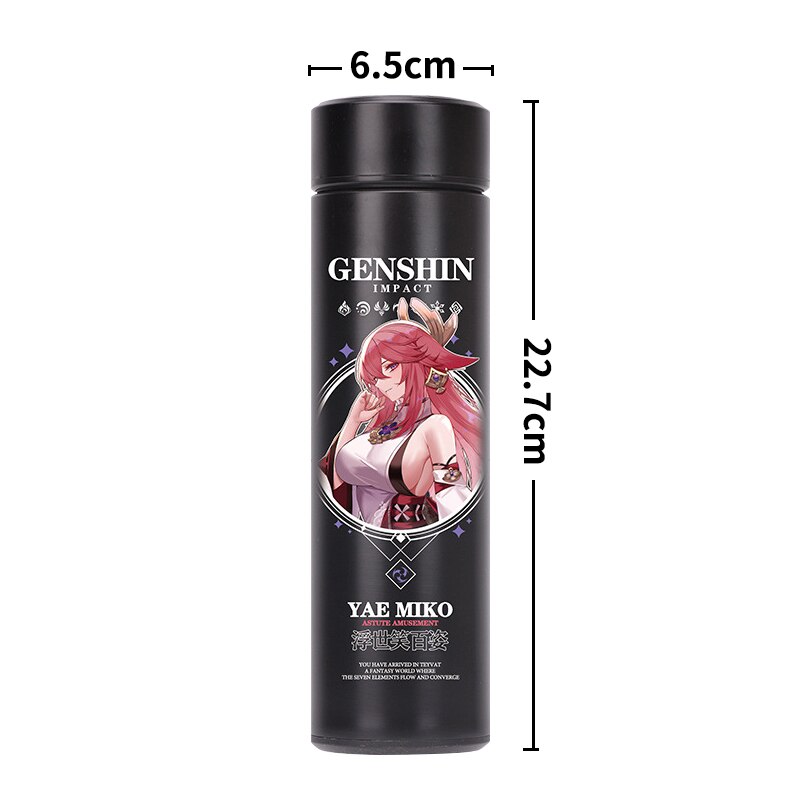 6.5cm
GENSHIN
IMPACT
22.7cm
YAE MIKO
ASTUTE AMUSEMENT
浮世笑百姿
YOU HAVE ARRIVED IN TEYVAT
A FANTASY WORLD WHERE
THE SEVEN ELEMENTS FLOW AND CONVERGE